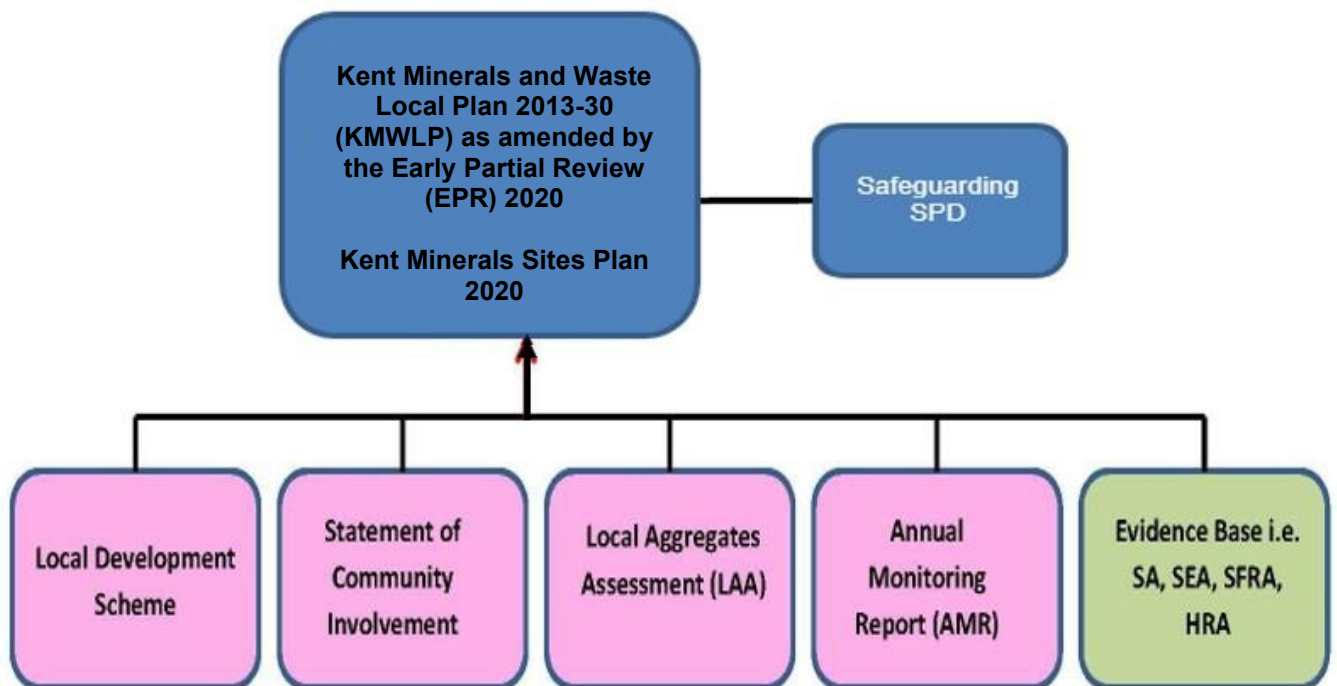 Kent Minerals and Waste
Local Plan 2013-30
(KMWLP) as amended by
the Early Partial Review
(EPR) 2020
Kent Minerals Sites Plan
2020
Safeguarding
SPD
Local Development
Scheme
Statement of
Community
Involvement
Local Aggregates
Assessment (LAA)
Annual
Monitoring
Report (AMR)
Evidence Base i.e.
SA, SEA, SFRA,
HRA